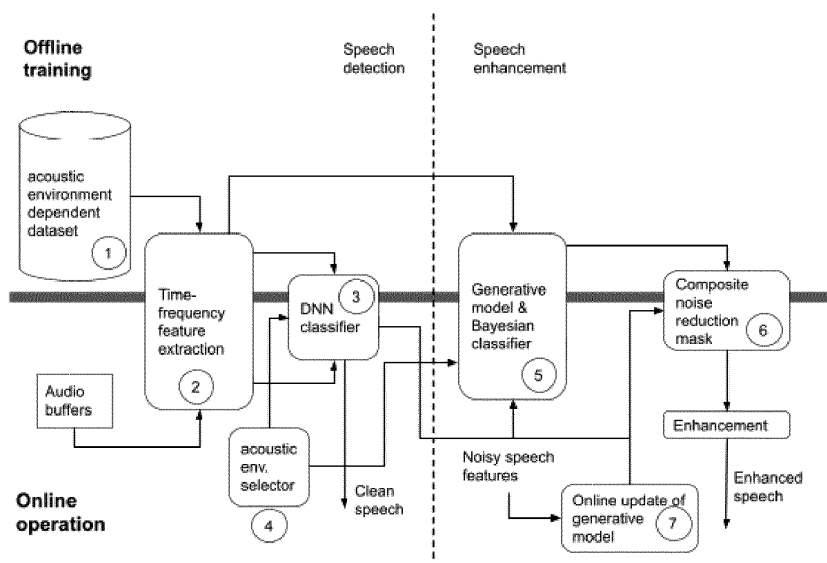 Offline
training
Speech
detection
Speech
enhancement
acoustic
environment
dependent
dataset
1
Time-
frequency
feature
extraction
2
DNN
classifier
3
Generative
model &
Bayesian
classifier
5
Composite
noise
reduction
mask
6
Audio
buffers
acoustic
env.
selector
4
Clean
speech
Noisy speech
features
Enhancement
Enhanced
speech
Online update of
generative
model
7
Online
operation